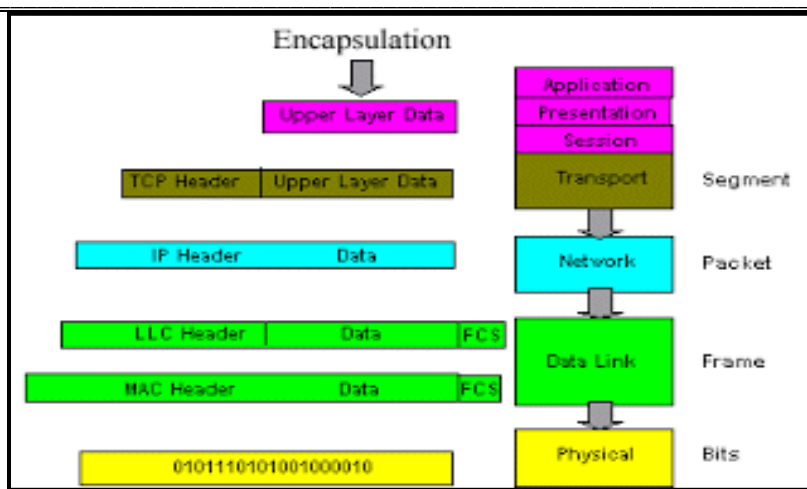 Encapsulation
Upper Layer Data
Application
Presentation
Session
TCP Header Upper Layer Data
Transport Segment
IP Header Data
Network Packet
LLC Header Data FCS
MAC Header Data FCS
Data Link Frame
0101110101001000010
Physical Bits